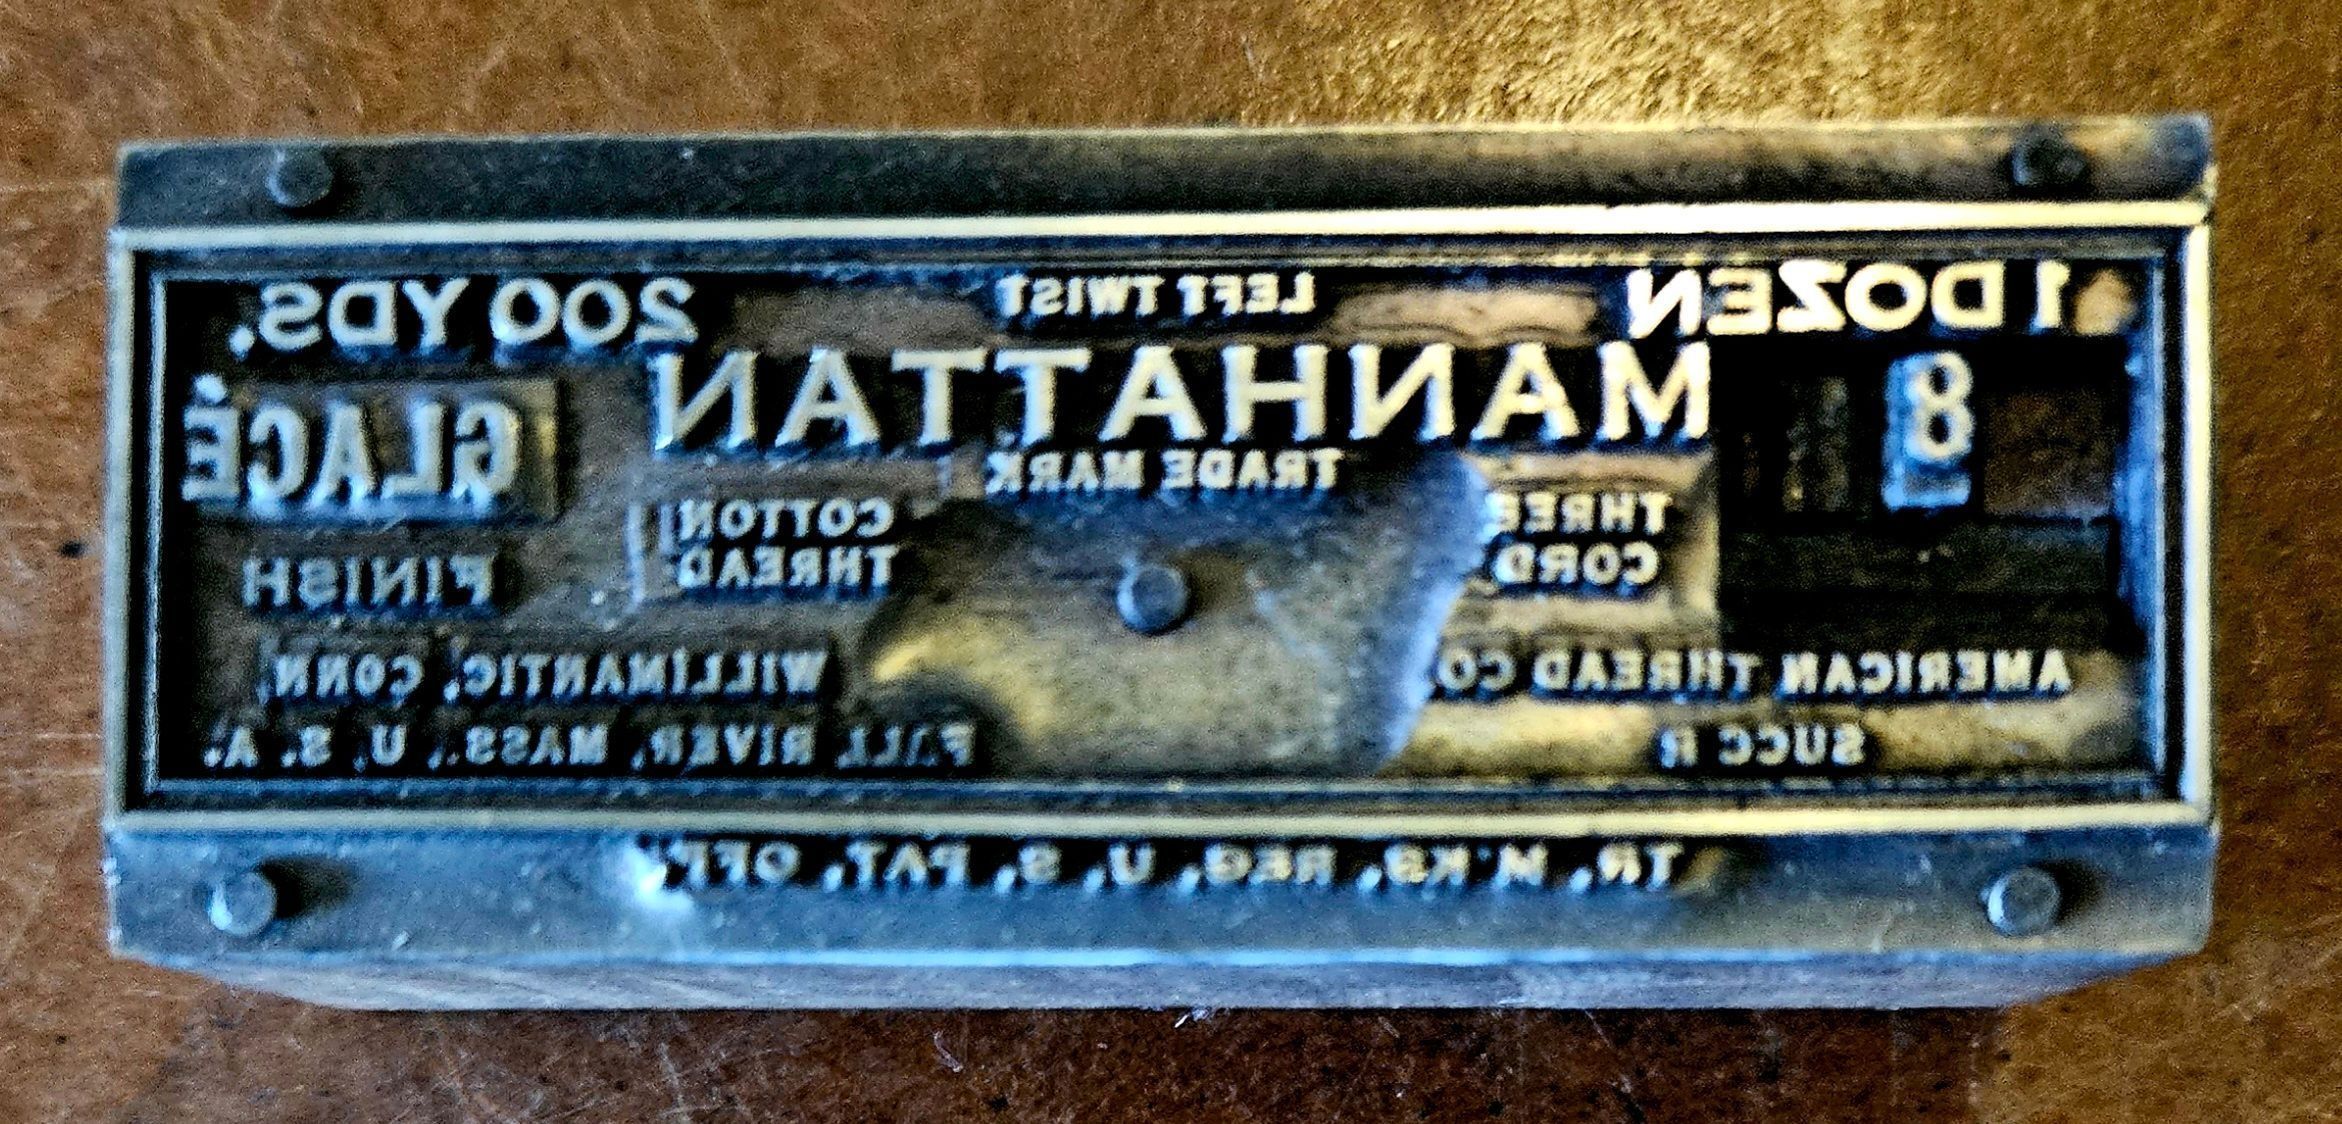 1 DOZEN LEFT TWIST 200 YDS.
8 MANHATTAN GLACÉ
TRADE MARK
THREE COTTON
CORD THREAD FINISH
AMERICAN THREAD CO WILLIMANTIC, CONN.
SUCC R FALL RIVER, MASS., U. S. A.
TR. M'KS. REG. U. S. PAT. OFF.